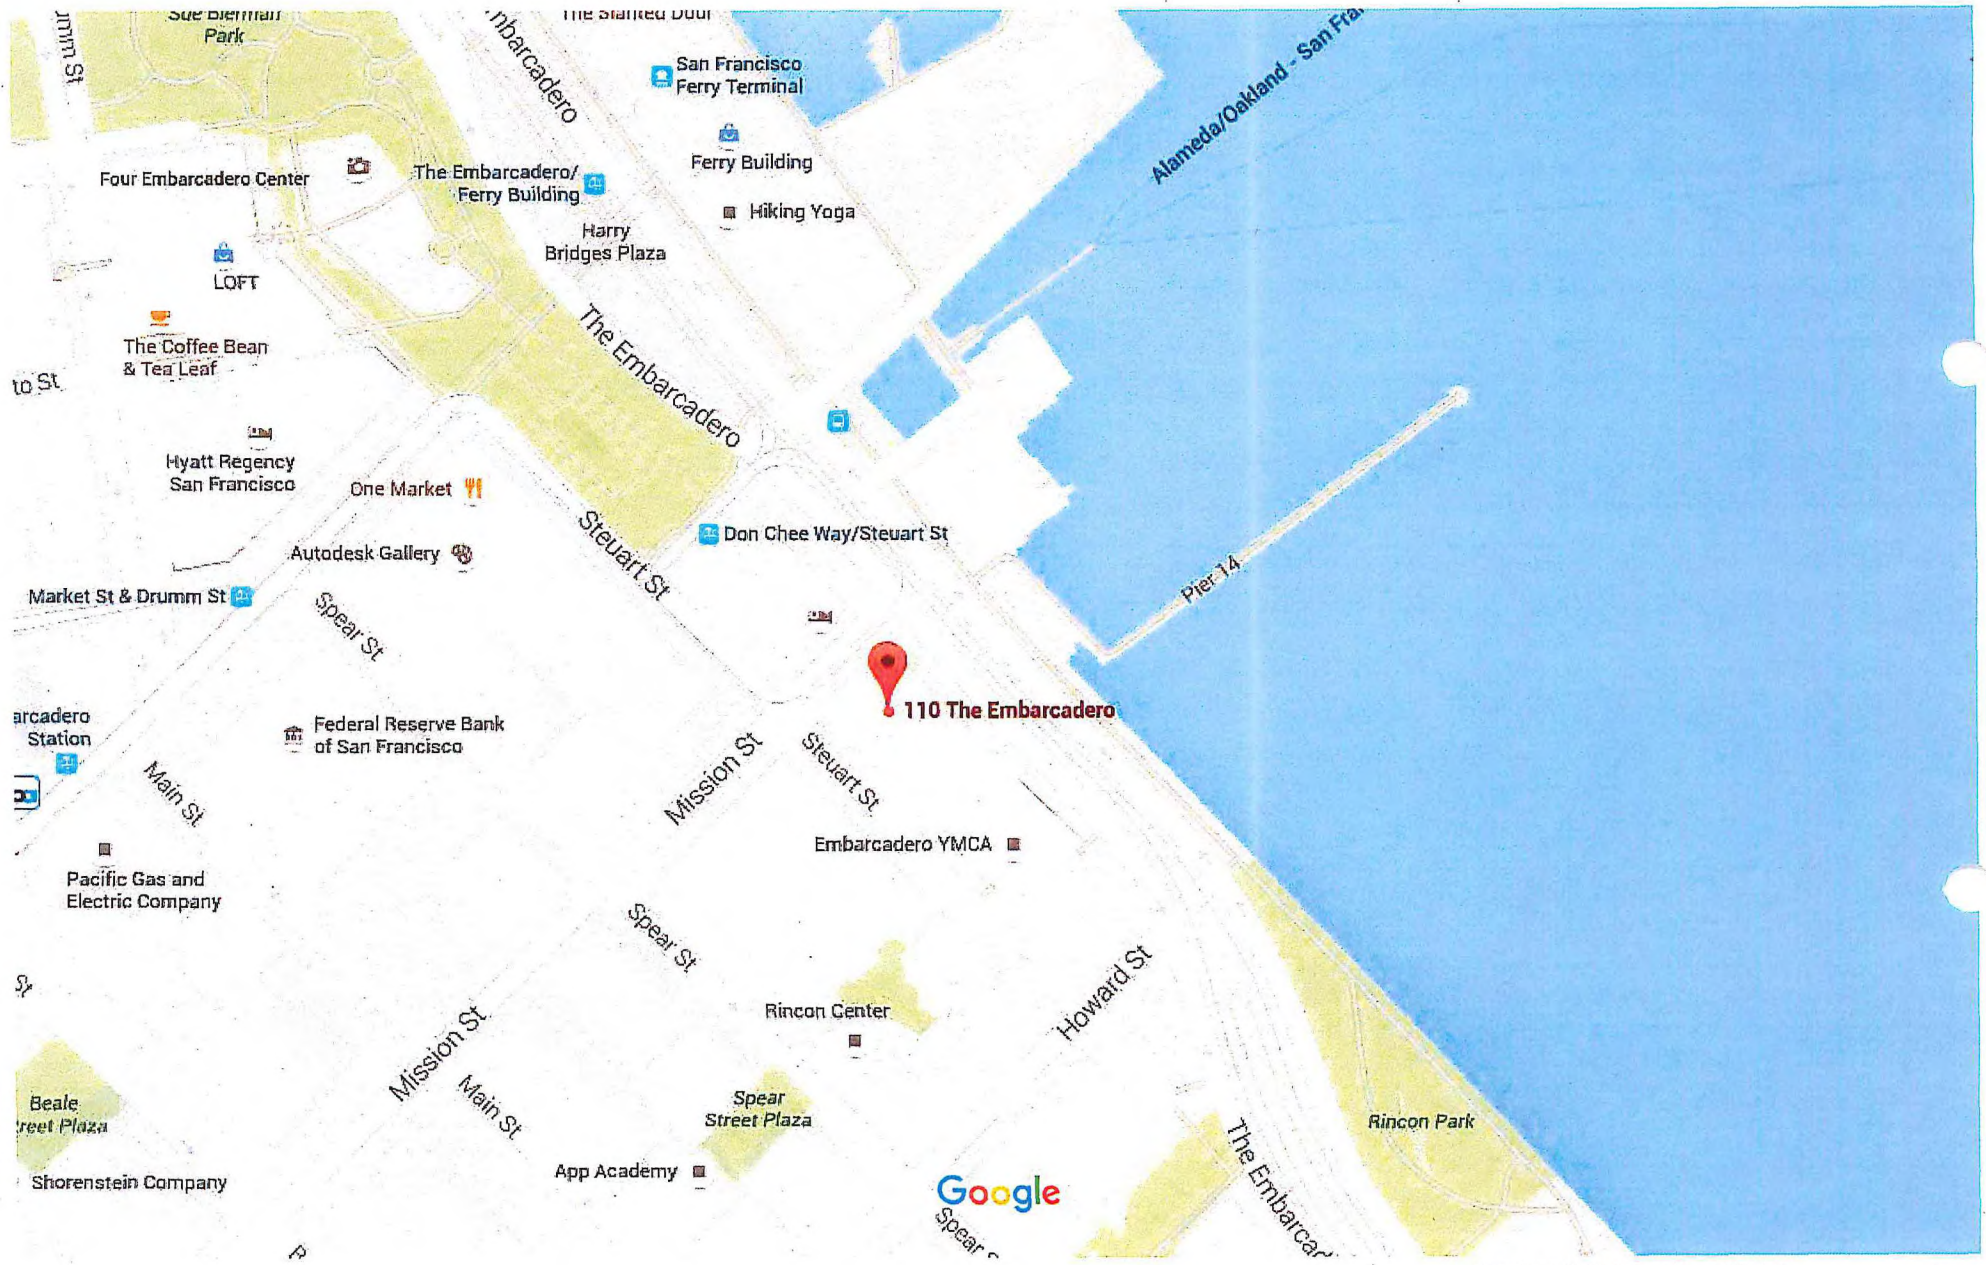 Sue Bierman
Park
The Slanted Door
mbarcadero
San Francisco
Ferry Terminal
Alameda/Oakland - San Fra
Ferry Building
Four Embarcadero Center
The Embarcadero/
Ferry Building
Hiking Yoga
Harry
Bridges Plaza
LOFT
The Coffee Bean
& Tea Leaf
to St
The Embarcadero
Hyatt Regency
San Francisco
One Market
Autodesk Gallery
Steuart St
Don Chee Way/Steuart St
Pier 14
Market St & Drumm St
Spear St
110 The Embarcadero
arcadero
Station
Federal Reserve Bank
of San Francisco
Main St
Mission St
Steuart St
Embarcadero YMCA
Pacific Gas and
Electric Company
Spear St
St
Howard St
Rincon Center
Mission St
Main St
Beale
reet Plaza
Spear
Street Plaza
Rincon Park
The Embarcad
App Academy
Shorenstein Company
Google
Spear S